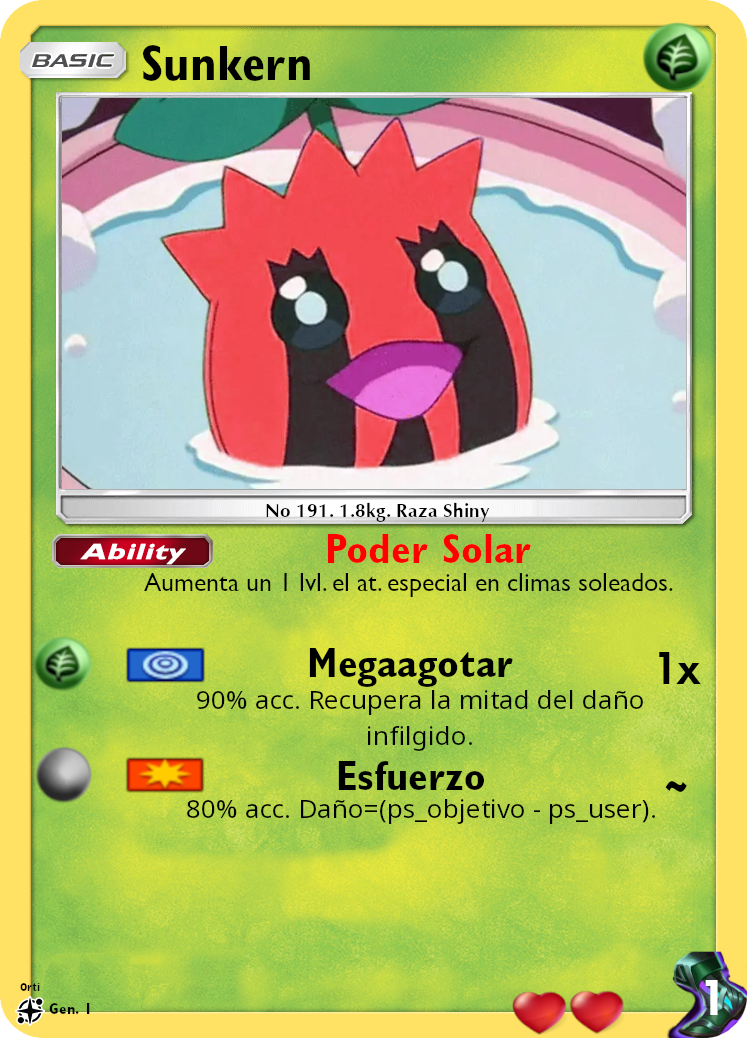 BASIC Sunkern
No 191. 1.8kg. Raza Shiny
Ability Poder Solar
Aumenta un 1 lvl. el at. especial en climas soleados.
Megaagotar 1x
90% acc. Recupera la mitad del daño
infilgido.
Esfuerzo ~
80% acc. Daño=(ps_objetivo - ps_user).
Orti
Gen. 1
1